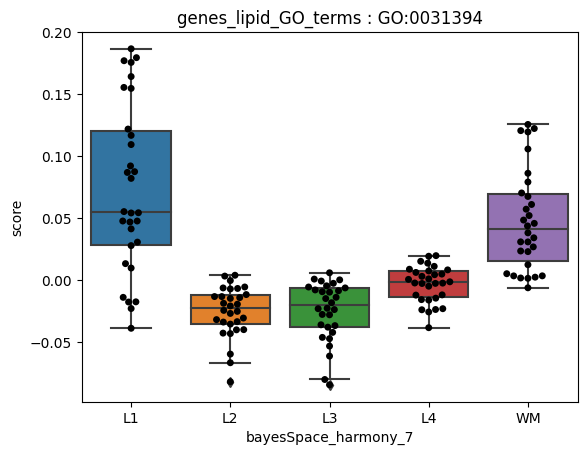 genes_lipid_GO_terms : GO:0031394
score
0.20
0.15
0.10
0.05
0.00
−0.05
L1 L2 L3 L4 WM
bayesSpace_harmony_7